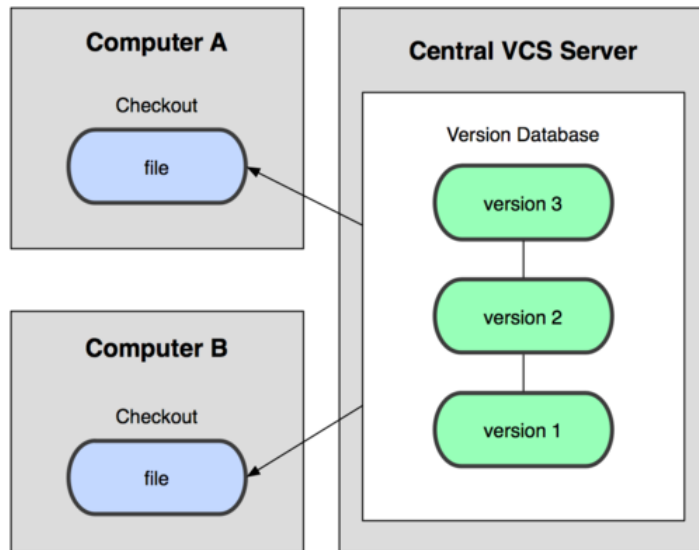 Computer A
Checkout
file
Computer B
Checkout
file
Central VCS Server
Version Database
version 3
version 2
version 1